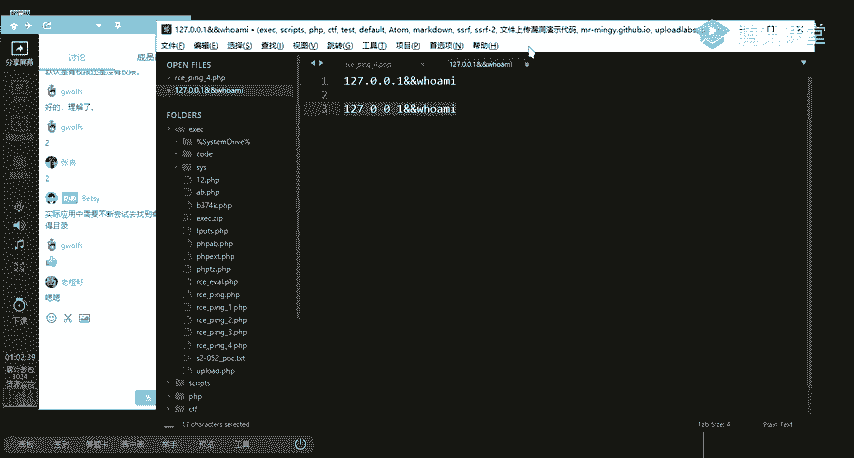 127.0.0.1&&whoami • (exec, scripts, php, ctf, test, default, Atom, markdown, ssrf, ssrf-2, 文件上传漏洞演示代码, mr-mingy.github.io, uploadlabs
文件(F) 编辑(E) 选择(S) 查找(I) 视图(V) 跳转(G) 工具(T) 项目(P) 首选项(N) 帮助(H)
分享屏幕
讨论
成员
gwolfs
好的，理解了。
gwolfs
2
2
Betsy
实际应用中需要不断尝试去找到
得目录
gwolfs
嗯嗯
下课
01:02:39
OPEN FILES
rce_ping_4.php
127.0.0.1&&whoami
FOLDERS
exec
%SystemDrive%
code
sys
12.php
ab.php
b374k.php
exec.zip
fputs.php
phpab.php
phpext.php
phptz.php
rce_eval.php
rce_ping.php
rce_ping_1.php
rce_ping_2.php
rce_ping_3.php
rce_ping_4.php
s2-052_poc.txt
upload.php
scripts
php
ctf
rce_ping_4.php
127.0.0.1&&whoami
1 127.0.0.1&&whoami
2
3 127.0.0.1&&whoami
17 characters selected
Tab Size: 4
Plain Text